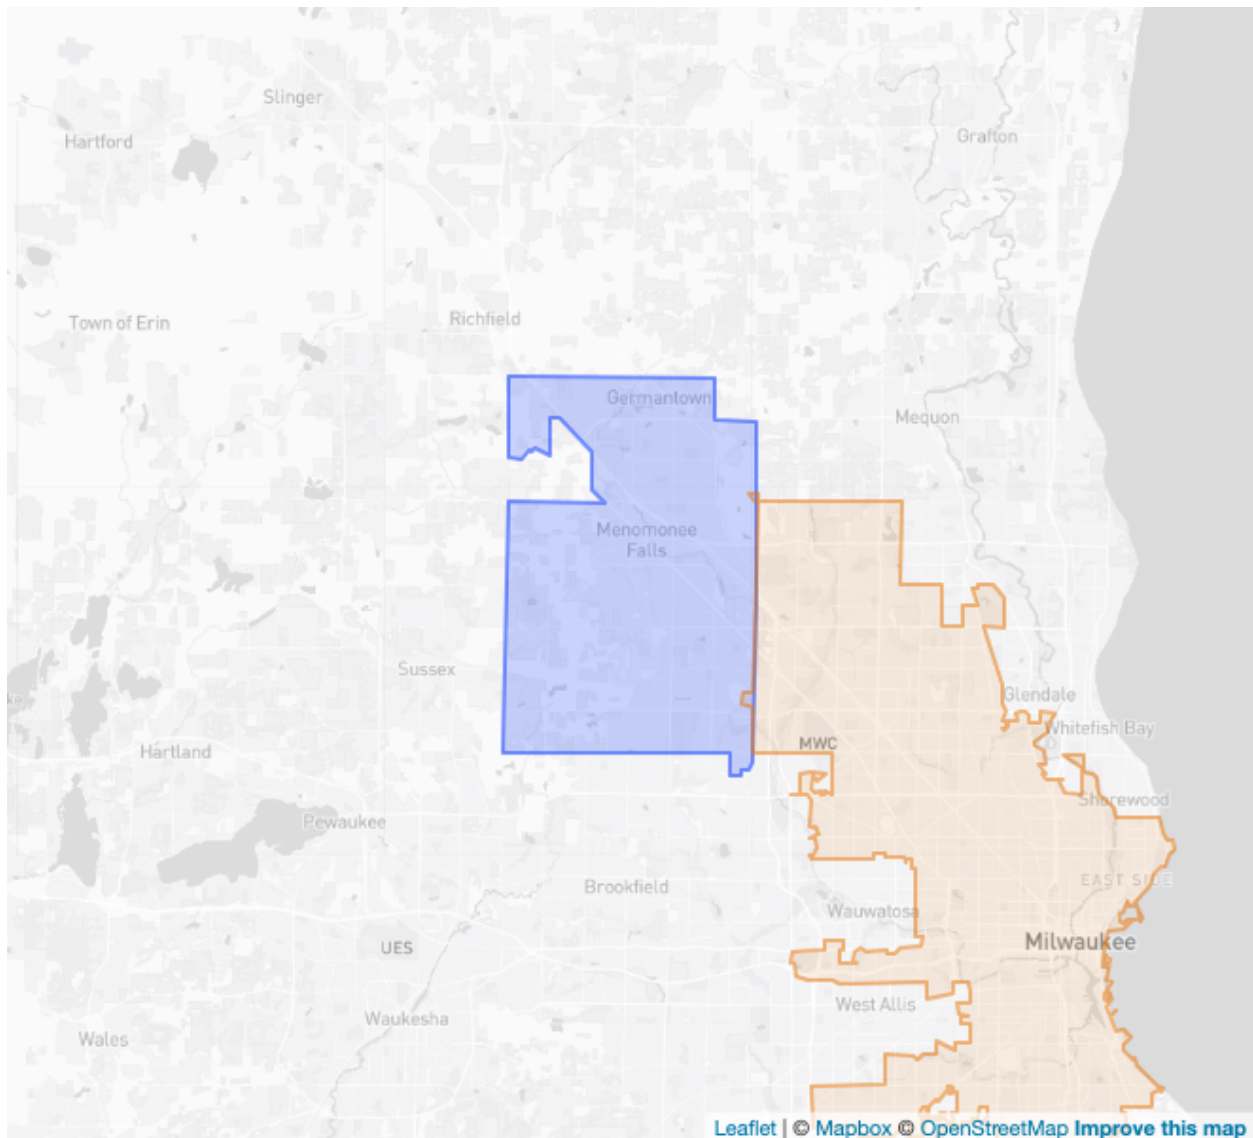 Slinger
Hartford
Grafton
Town of Erin
Richfield
Germantown
Mequon
Menomonee
Falls
Sussex
Glendale
Whitefish Bay
MWC
Hartland
Shorewood
Pewaukee
EAST SIDE
Brookfield
Wauwatosa
Milwaukee
UES
West Allis
Waukesha
Wales
Leaflet | © Mapbox © OpenStreetMap Improve this map